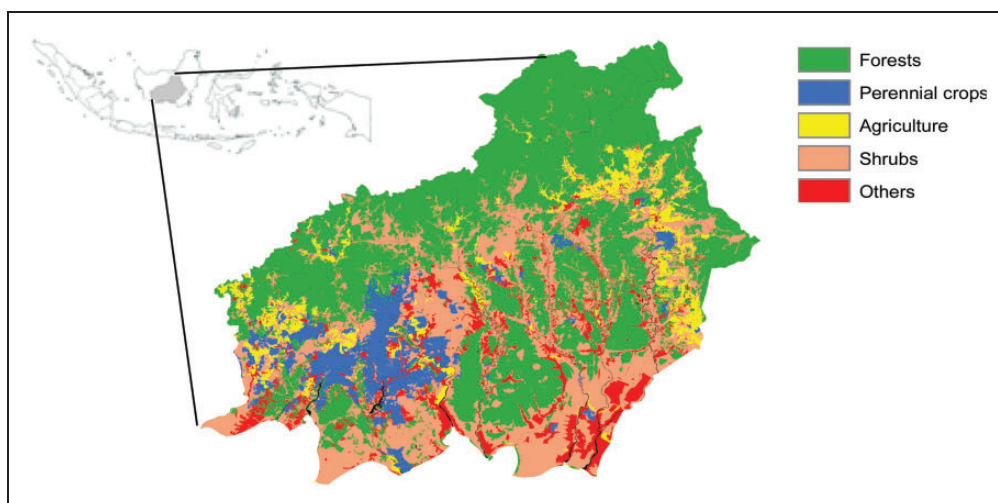 Forests
Perennial crops
Agriculture
Shrubs
Others